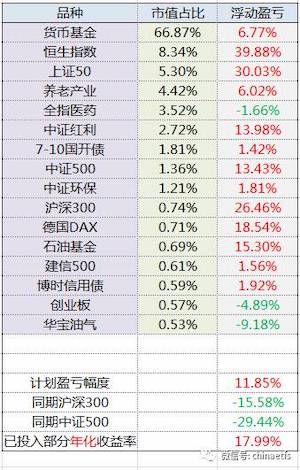 品种 市值占比 浮动盈亏
货币基金 66.87% 6.77%
恒生指数 8.34% 39.88%
上证50 5.30% 30.03%
养老产业 4.42% 6.02%
全指医药 3.52% -1.66%
中证红利 2.72% 13.98%
7-10国开债 1.81% 1.42%
中证500 1.36% 13.43%
中证环保 1.21% 1.81%
沪深300 0.74% 26.46%
德国DAX 0.71% 18.54%
石油基金 0.69% 15.30%
建信500 0.61% 1.56%
博时信用债 0.59% 1.92%
创业板 0.57% -4.89%
华宝油气 0.53% -9.18%
计划盈亏幅度 11.85%
同期沪深300 -15.58%
同期中证500 -29.44%
已投入部分年化收益率 17.99%
微信号: chinaetfs